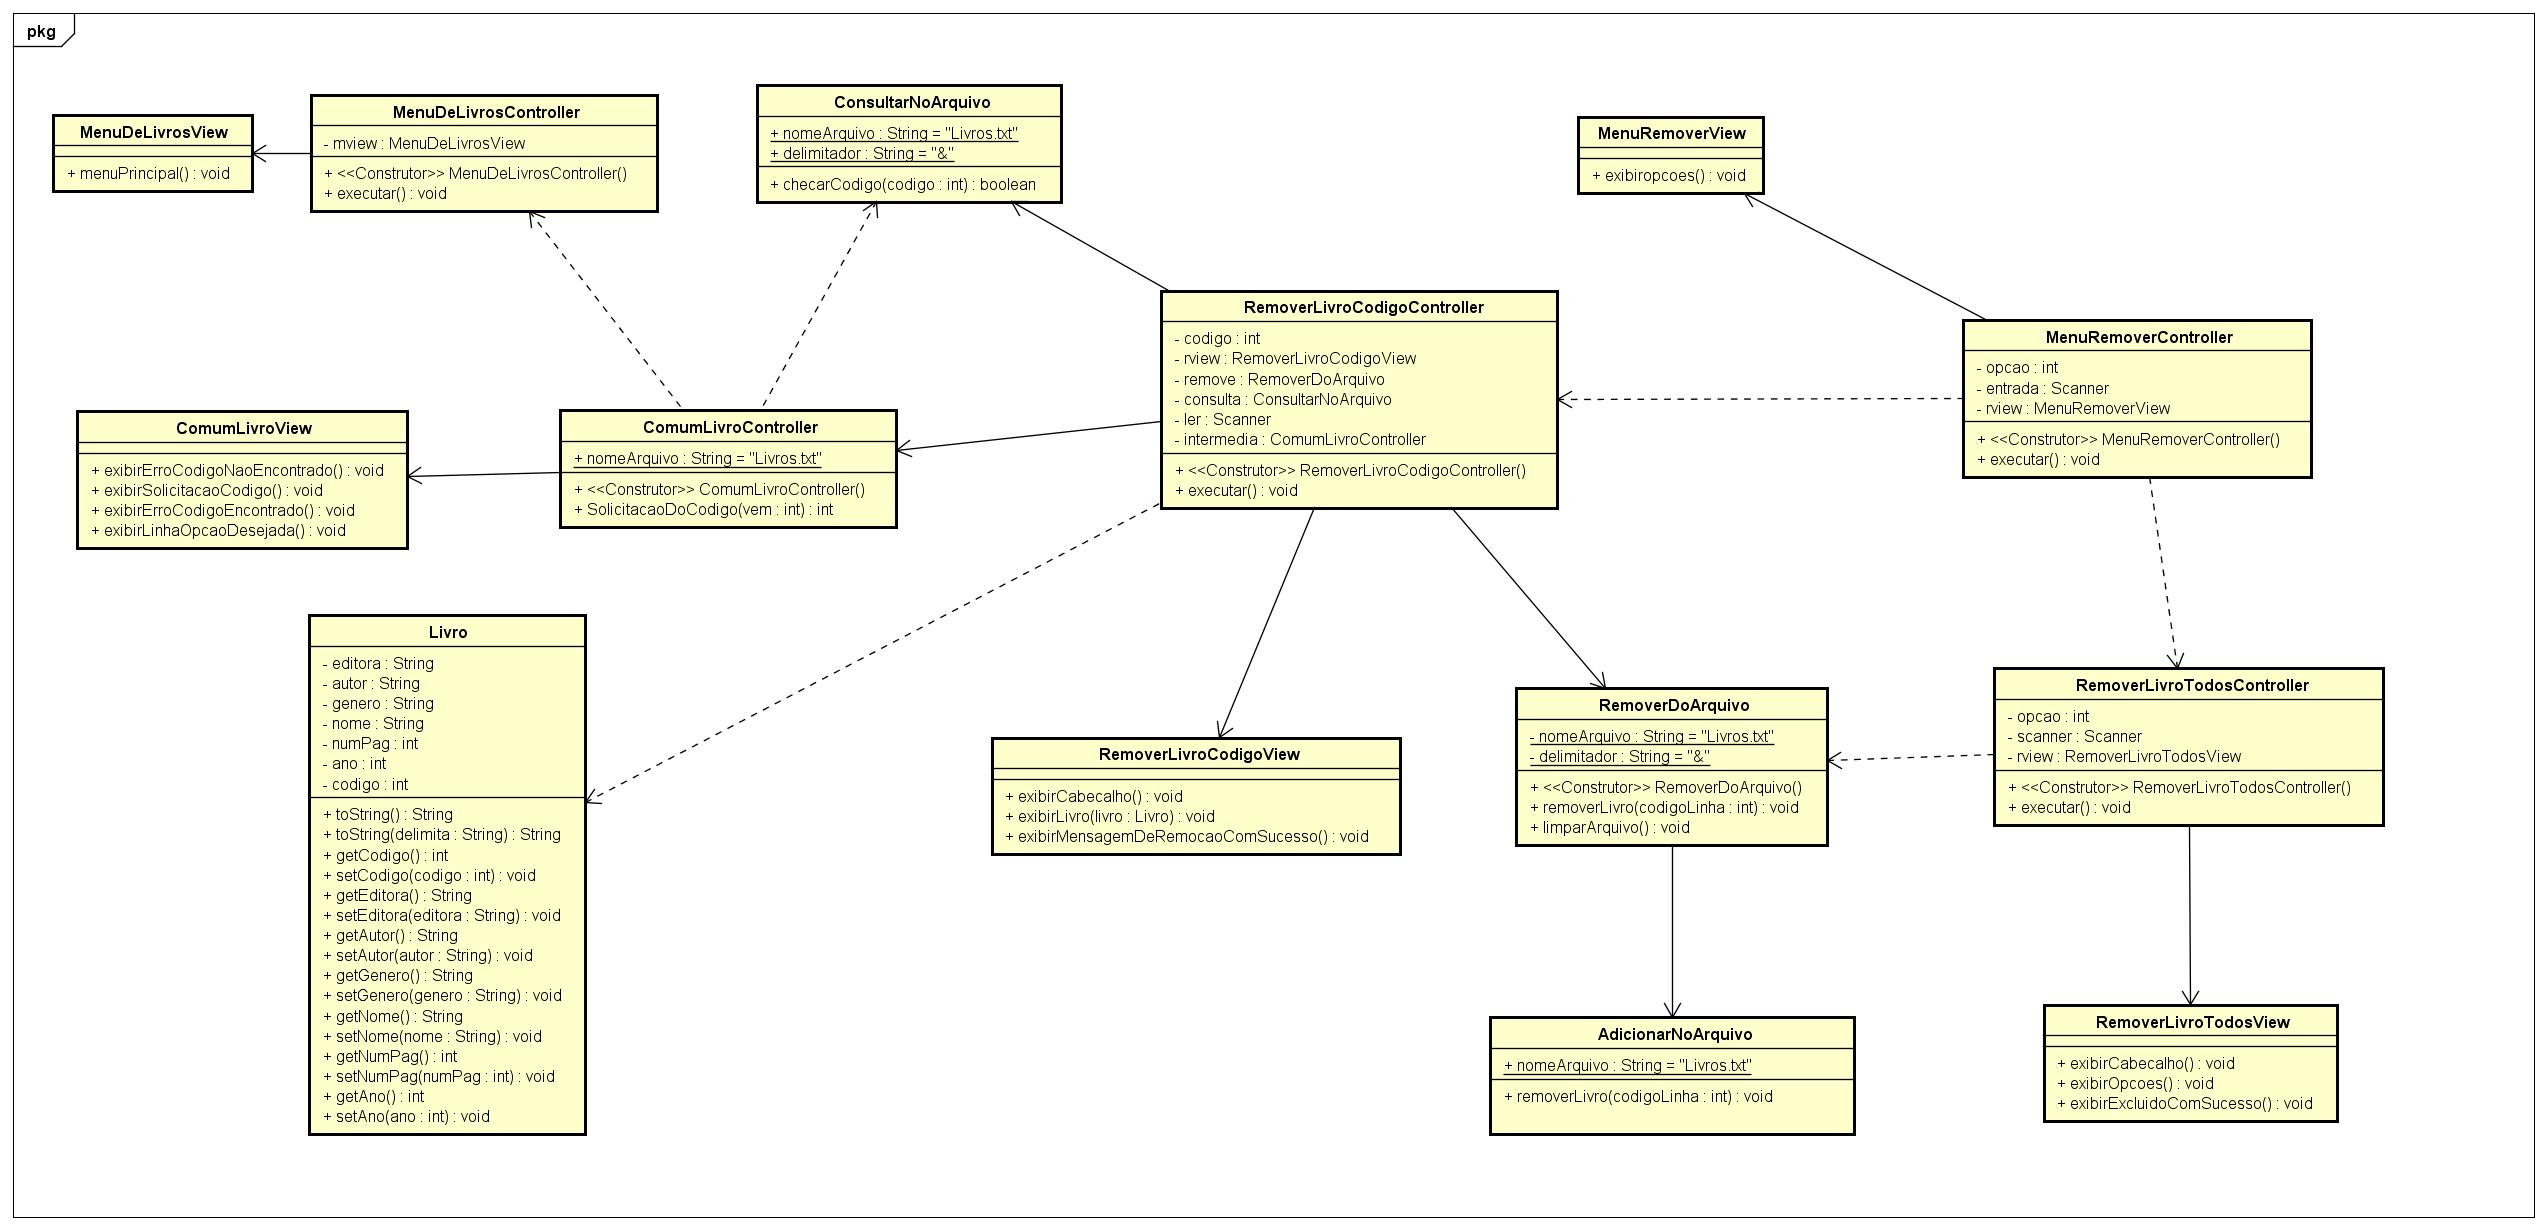 pkg
MenuDeLivrosView
+ menuPrincipal() : void
MenuDeLivrosController
- mview : MenuDeLivrosView
+ <<Construtor>> MenuDeLivrosController()
+ executar() : void
ConsultarNoArquivo
+ nomeArquivo : String = "Livros.txt"
+ delimitador : String = "&"
+ checarCodigo(codigo : int) : boolean
MenuRemoverView
+ exibiropcoes() : void
RemoverLivroCodigoController
- codigo : int
- rview : RemoverLivroCodigoView
- remove : RemoverDoArquivo
- consulta : ConsultarNoArquivo
- ler : Scanner
- intermedia : ComumLivroController
+ <<Construtor>> RemoverLivroCodigoController()
+ executar() : void
MenuRemoverController
- opcao : int
- entrada : Scanner
- rview : MenuRemoverView
+ <<Construtor>> MenuRemoverController()
+ executar() : void
ComumLivroView
+ exibirErroCodigoNaoEncontrado() : void
+ exibirSolicitacaoCodigo() : void
+ exibirErroCodigoEncontrado() : void
+ exibirLinhaOpcaoDesejada() : void
ComumLivroController
+ nomeArquivo : String = "Livros.txt"
+ <<Construtor>> ComumLivroController()
+ SolicitacaoDoCodigo(vem : int) : int
Livro
- editora : String
- autor : String
- genero : String
- nome : String
- numPag : int
- ano : int
- codigo : int
+ toString() : String
+ toString(delimita : String) : String
+ getCodigo() : int
+ setCodigo(codigo : int) : void
+ getEditora() : String
+ setEditora(editora : String) : void
+ getAutor() : String
+ setAutor(autor : String) : void
+ getGenero() : String
+ setGenero(genero : String) : void
+ getNome() : String
+ setNome(nome : String) : void
+ getNumPag() : int
+ setNumPag(numPag : int) : void
+ getAno() : int
+ setAno(ano : int) : void
RemoverLivroCodigoView
+ exibirCabecalho() : void
+ exibirLivro(livro : Livro) : void
+ exibirMensagemDeRemocaoComSucesso() : void
RemoverDoArquivo
- nomeArquivo : String = "Livros.txt"
- delimitador : String = "&"
+ <<Construtor>> RemoverDoArquivo()
+ removerLivro(codigoLinha : int) : void
+ limparArquivo() : void
RemoverLivroTodosController
- opcao : int
- scanner : Scanner
- rview : RemoverLivroTodosView
+ <<Construtor>> RemoverLivroTodosController()
+ executar() : void
AdicionarNoArquivo
+ nomeArquivo : String = "Livros.txt"
+ removerLivro(codigoLinha : int) : void
RemoverLivroTodosView
+ exibirCabecalho() : void
+ exibirOpcoes() : void
+ exibirExcluidoComSucesso() : void